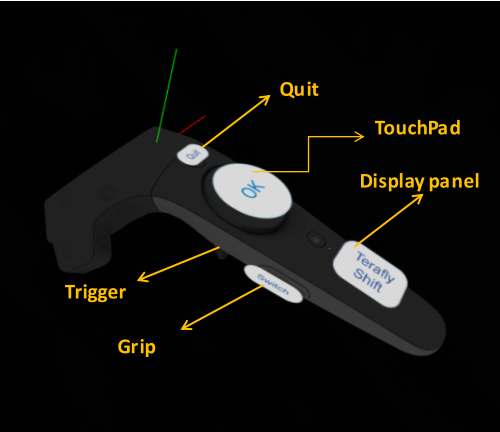 Quit
TouchPad
Display panel
Quit
OK
Terafly
Shift
Switch
Trigger
Grip